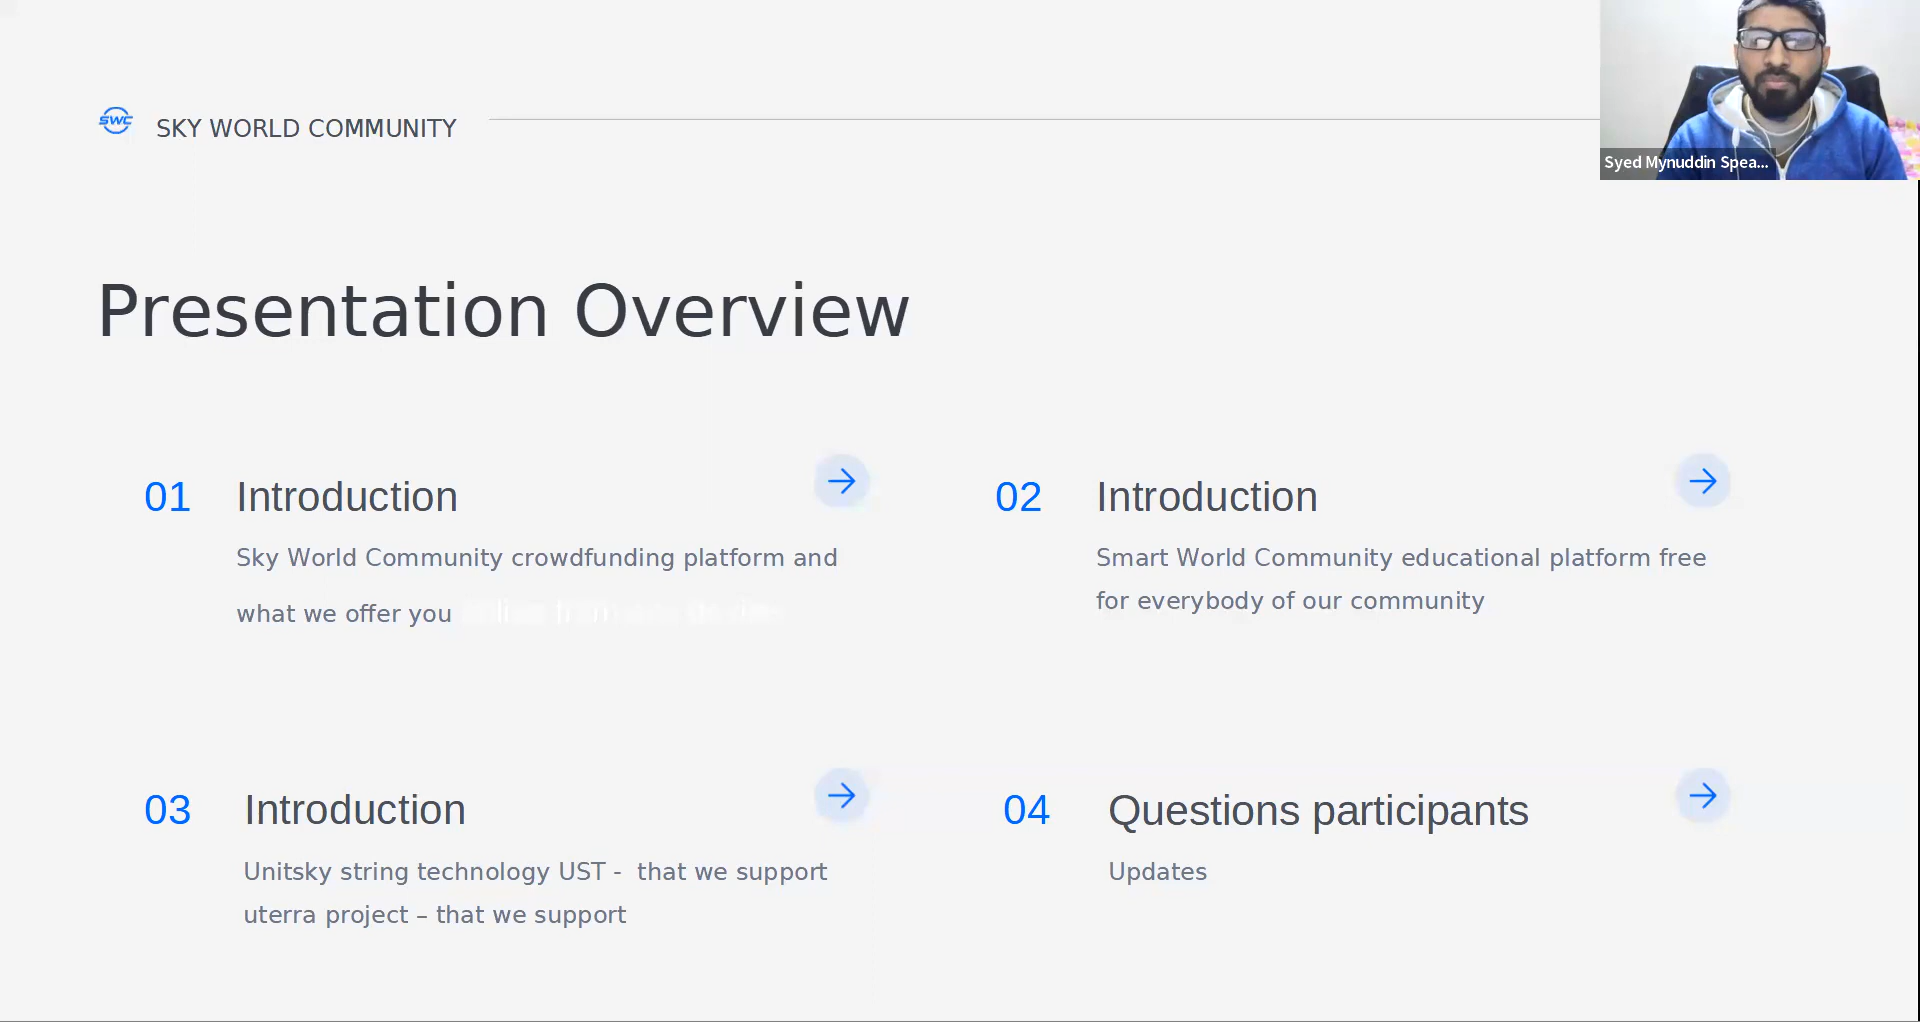 SWC
SKY WORLD COMMUNITY
Syed Mynuddin Spea...
Presentation Overview
01 Introduction
Sky World Community crowdfunding platform and
what we offer you
02 Introduction
Smart World Community educational platform free
for everybody of our community
03 Introduction
Unitsky string technology UST - that we support
uterra project – that we support
04 Questions participants
Updates